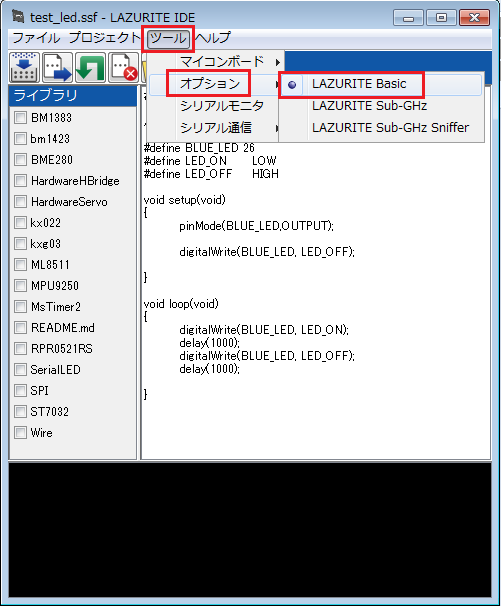 test_led.ssf - LAZURITE IDE
ファイル プロジェクト ツール ヘルプ
マイコンボード
オプション
シリアルモニタ
シリアル通信
LAZURITE Basic
LAZURITE Sub-GHz
LAZURITE Sub-GHz Sniffer
ライブラリ
BM1383
bm1423
BME280
HardwareHBridge
HardwareServo
kx022
kxg03
ML8511
MPU9250
MsTimer2
README.md
RPR0521RS
SerialLED
SPI
ST7032
Wire
#define BLUE_LED 26
#define LED_ON LOW
#define LED_OFF HIGH
void setup(void)
{
pinMode(BLUE_LED,OUTPUT);
digitalWrite(BLUE_LED, LED_OFF);
}
void loop(void)
{
digitalWrite(BLUE_LED, LED_ON);
delay(1000);
digitalWrite(BLUE_LED, LED_OFF);
delay(1000);
}